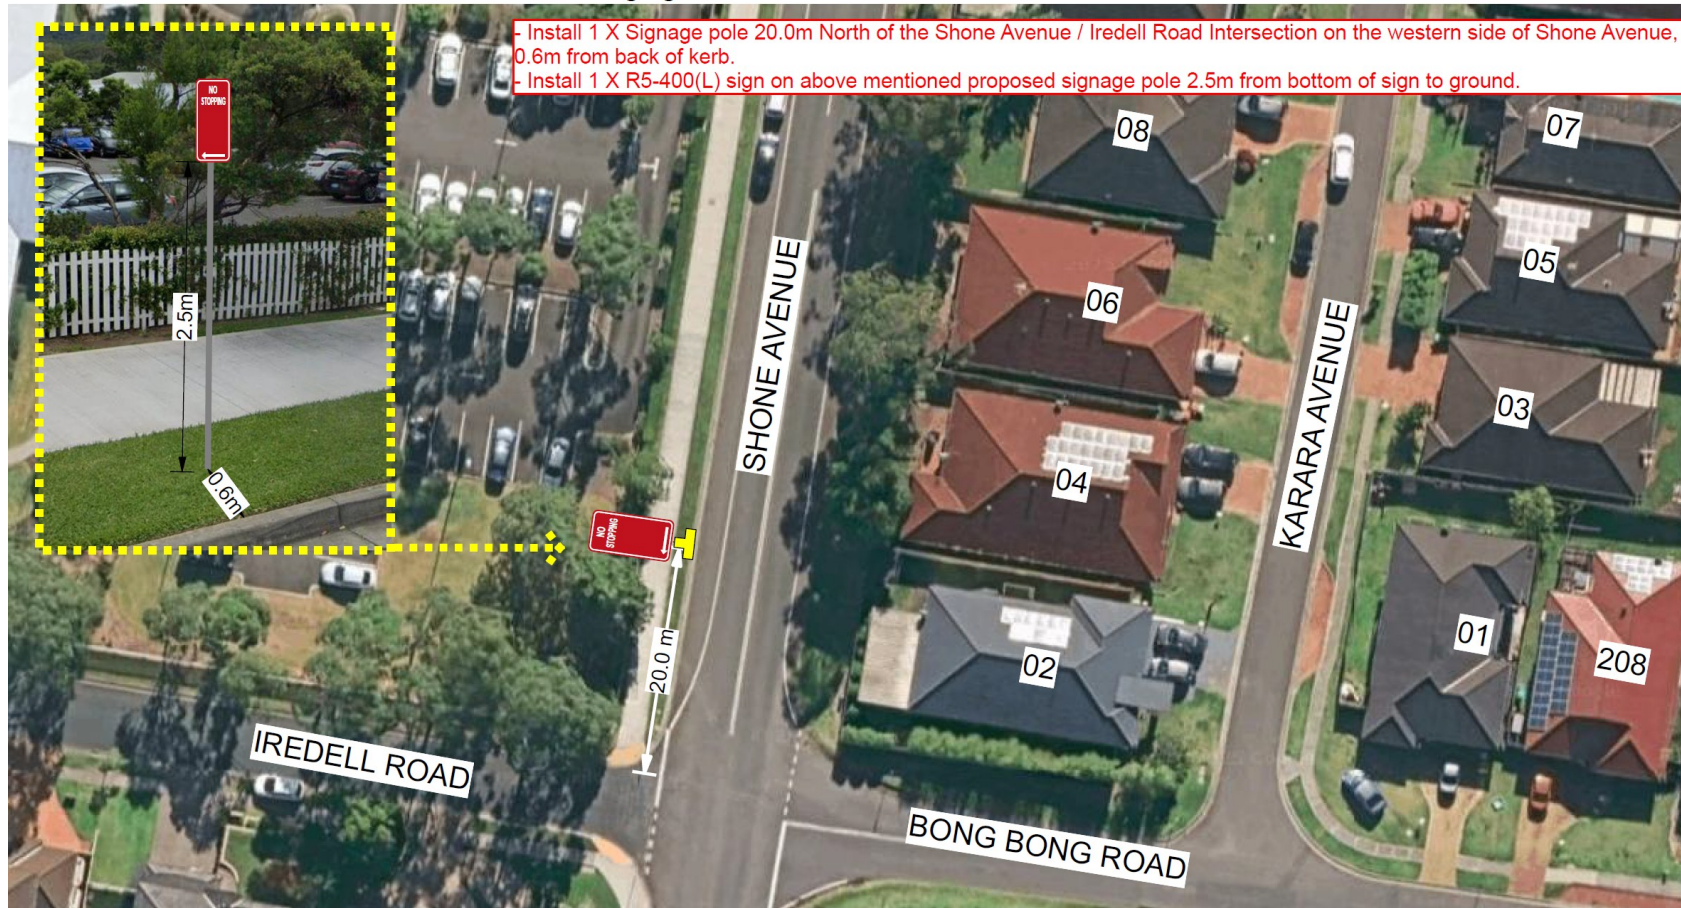 - Install 1 X Signage pole 20.0m North of the Shone Avenue / Iredell Road Intersection on the western side of Shone Avenue,
0.6m from back of kerb.
- Install 1 X R5-400(L) sign on above mentioned proposed signage pole 2.5m from bottom of sign to ground.
NO
STOPPING
2.5m
0.6m
08
07
SHONE AVENUE
06
05
KARARA AVENUE
04
03
NO
STOPPING
20.0 m
02
01
208
IREDELL ROAD
BONG BONG ROAD